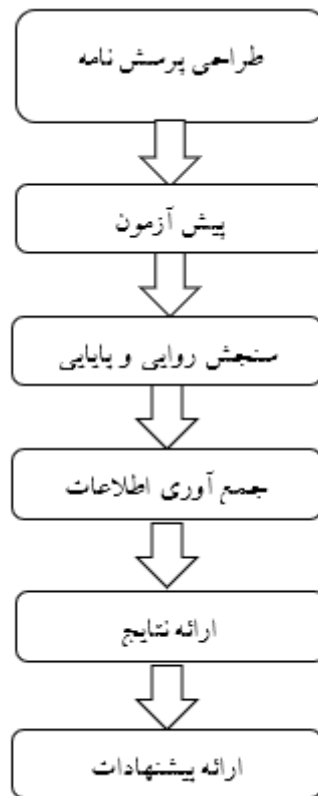 طراحی پرسش نامه
پیش آزمون
سنجش روایی و پایایی
جمع آوری اطلاعات
ارائه نتایج
ارائه پیشنهادات